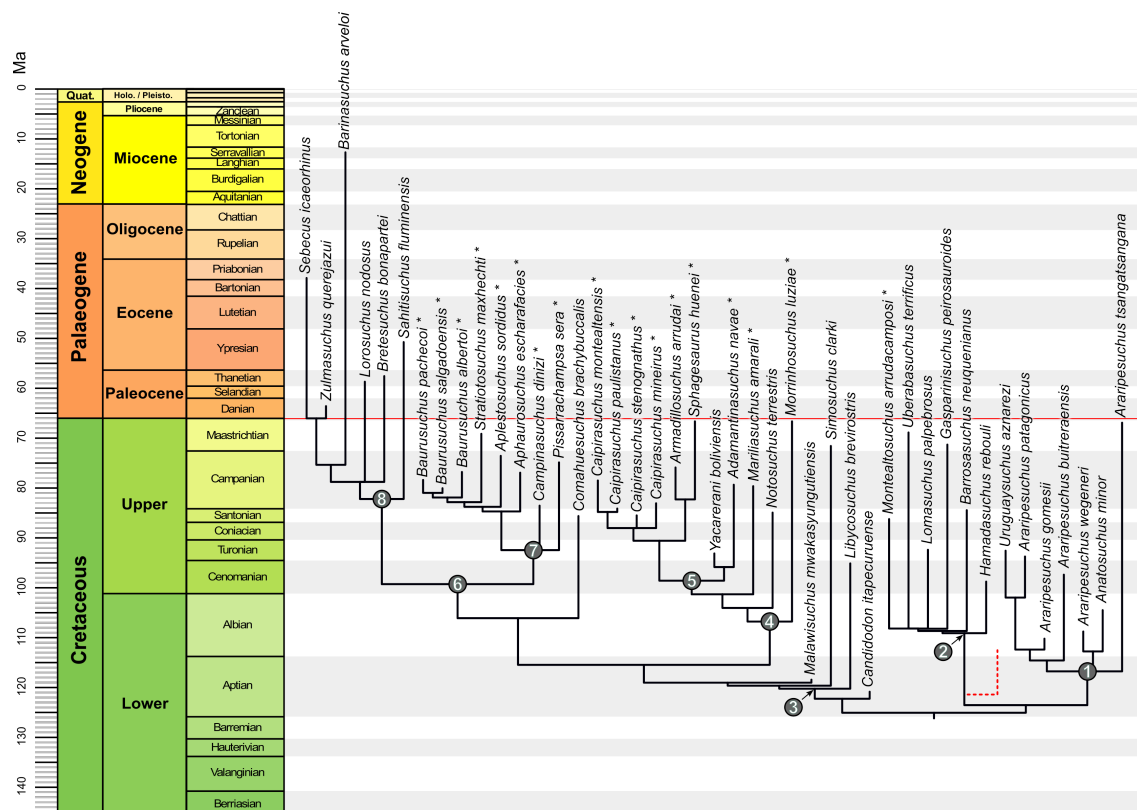 Ma
0
10
20
30
40
50
60
70
80
90
100
110
120
130
140
Quat.
Neogene
Palaeogene
Cretaceous
Holo. / Pleisto.
Pliocene
Miocene
Oligocene
Eocene
Paleocene
Upper
Lower
Zanclean
Messinian
Tortonian
Serravallian
Langhian
Burdigalian
Aquitanian
Chattian
Rupelian
Priabonian
Bartonian
Lutetian
Ypresian
Thanetian
Selandian
Danian
Maastrichtian
Campanian
Santonian
Coniacian
Turonian
Cenomanian
Albian
Aptian
Barremian
Hauterivian
Valanginian
Berriasian
Sebecus icaeorhinus
Zulmasuchus querejazui
Barinasuchus arveloi
Lorosuchus nodosus
Bretesuchus bonapartei
Sahitisuchus fluminensis
Baurusuchus pachecoi *
Baurusuchus salgadoensis *
Baurusuchus albertoi *
Stratiotosuchus maxhechti *
Aplestosuchus sordidus *
Aphaurosuchus escharafacies *
Campinasuchus dinizi *
Pissarrachampsa sera *
Comahuesuchus brachybuccalis
Caipirasuchus montealtensis *
Caipirasuchus paulistanus *
Caipirasuchus stenognathus *
Caipirasuchus mineirus *
Armadillosuchus arrudai *
Sphagesaurus huenei *
Yacarerani boliviensis
Adamantinasuchus navae *
Mariliasuchus amarali *
Notosuchus terrestris
Morrinhosuchus luziae *
Malawisuchus mwakasyungutiensis
Simosuchus clarki
Libycosuchus brevirostris
Candidodon itapecuruense
Montealtosuchus arrudacamposi *
Uberabasuchus terrificus
Lomasuchus palpebrosus
Gasparinisuchus peirosauroides
Barrosasuchus neuquenianus
Hamadasuchus rebouli
Uruguaysuchus aznarezi
Araripesuchus patagonicus
Araripesuchus gomesii
Araripesuchus buitreraensis
Araripesuchus wegeneri
Anatosuchus minor
Araripesuchus tsangatsangana
8
7
6
5
4
3
2
1